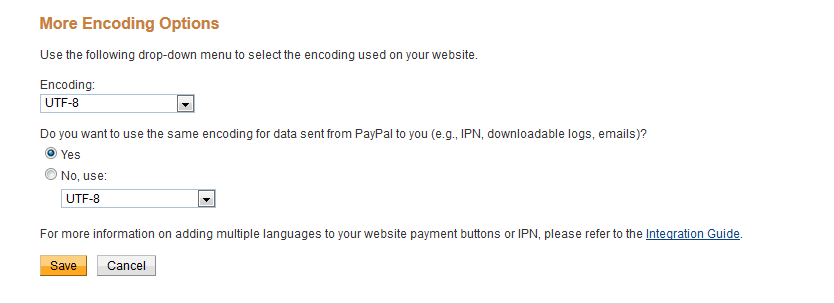 More Encoding Options
Use the following drop-down menu to select the encoding used on your website.
Encoding:
UTF-8
Do you want to use the same encoding for data sent from PayPal to you (e.g., IPN, downloadable logs, emails)?
Yes
No, use:
UTF-8
For more information on adding multiple languages to your website payment buttons or IPN, please refer to the Integration Guide.
Save Cancel